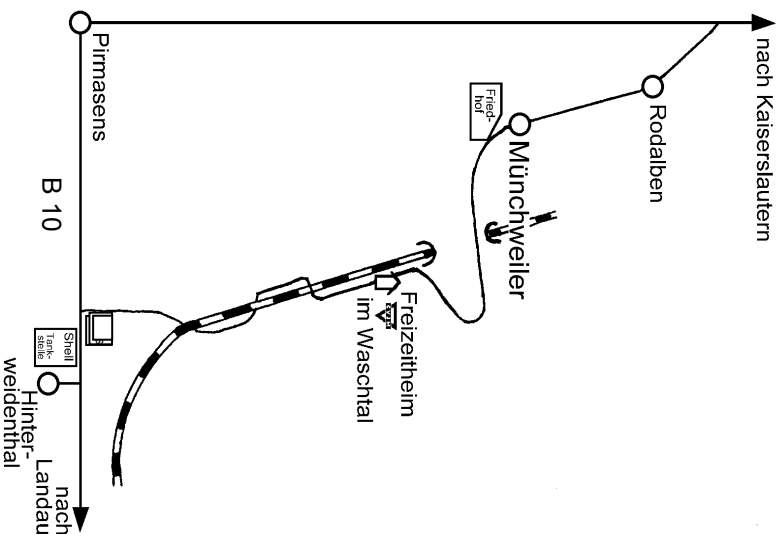 nach Kaiserslautern
Rodalben
Fried-
hof
Münchweiler
Pirmasens
B 10
Freizeitheim
im Waschtal
Shell
Tank-
stelle
Hinter-
weidenthal
nach
Landau